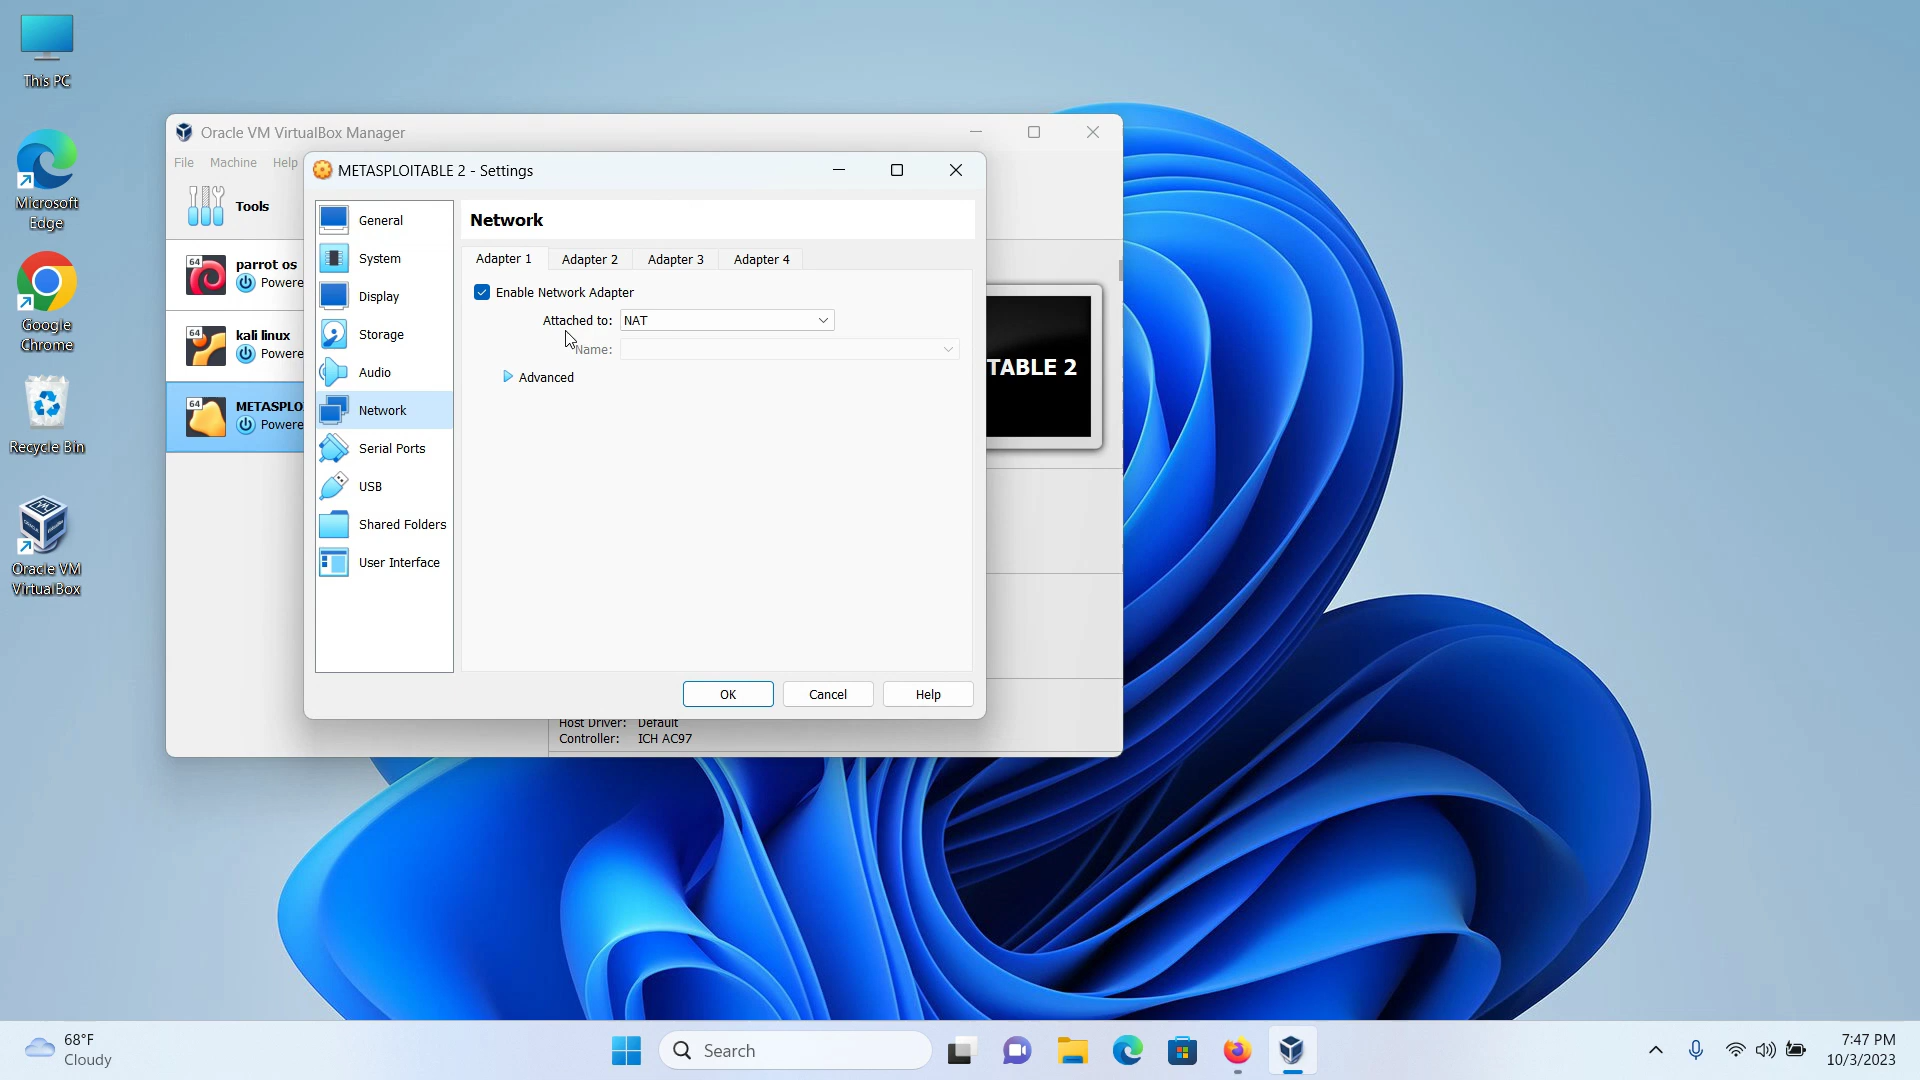 This PC
Microsoft
Edge
Google
Chrome
Recycle Bin
Oracle VM
VirtualBox
Oracle VM VirtualBox Manager
File Machine Help
Tools
64
parrot os
Powere
64
kali linux
Powere
64
METASPLO
Powere
METASPLOITABLE 2 - Settings
General
System
Display
Storage
Audio
Network
Serial Ports
USB
Shared Folders
User Interface
Network
Adapter 1 Adapter 2 Adapter 3 Adapter 4
Enable Network Adapter
Attached to: NAT
Name:
Advanced
OK Cancel Help
TABLE 2
Host Driver: Default
Controller: ICH AC97
68°F
Cloudy
Search
7:47 PM
10/3/2023